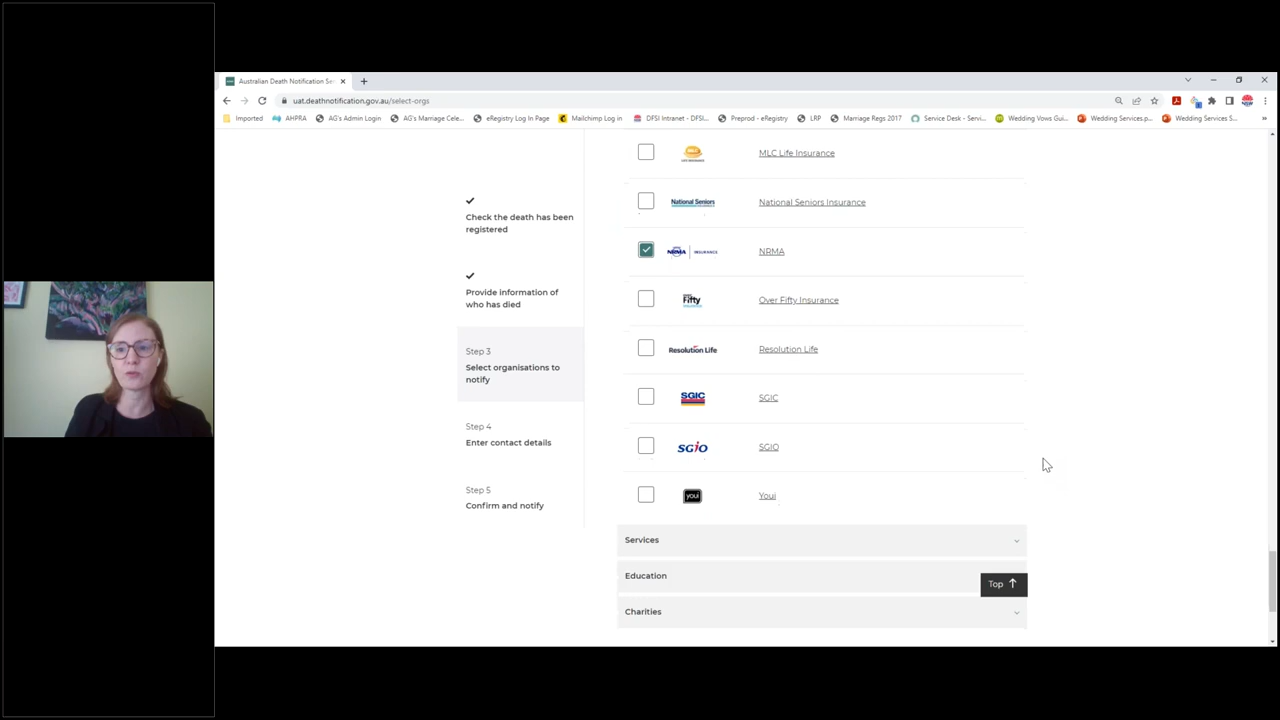 Australian Death Notification Se
uat.deathnotification.gov.au/select-orgs
Imported
AHPRA
AG's Admin Login
AG's Marriage Cele...
eRegistry Log In Page
Mailchimp Log in
DFSI Intranet - DFSI...
Preprod - eRegistry
LRP
Marriage Regs 2017
Service Desk - Servi...
Wedding Vows Gui...
Wedding Services.p...
Wedding Services S...
Check the death has been
registered
Provide information of
who has died
Step 3
Select organisations to
notify
Step 4
Enter contact details
Step 5
Confirm and notify
MLC Life Insurance
National Seniors
National Seniors Insurance
NRMA INSURANCE
NRMA
Fifty
Over Fifty Insurance
Resolution Life
Resolution Life
SGIC
SGIC
SGIO
SGIO
youi
Youi
Services
Education
Top
Charities